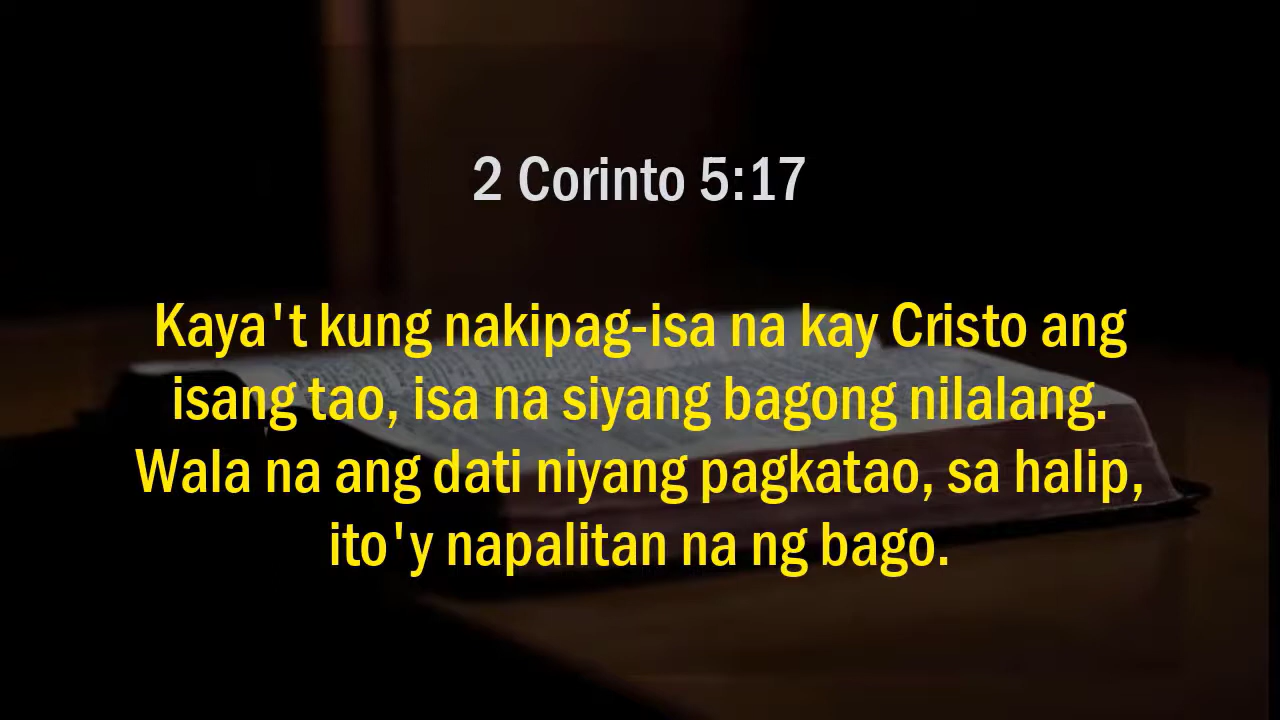 2 Corinto 5:17
Kaya't kung nakipag-isa na kay Cristo ang
isang tao, isa na siyang bagong nilalang.
Wala na ang dati niyang pagkatao, sa halip,
ito'y napalitan na ng bago.